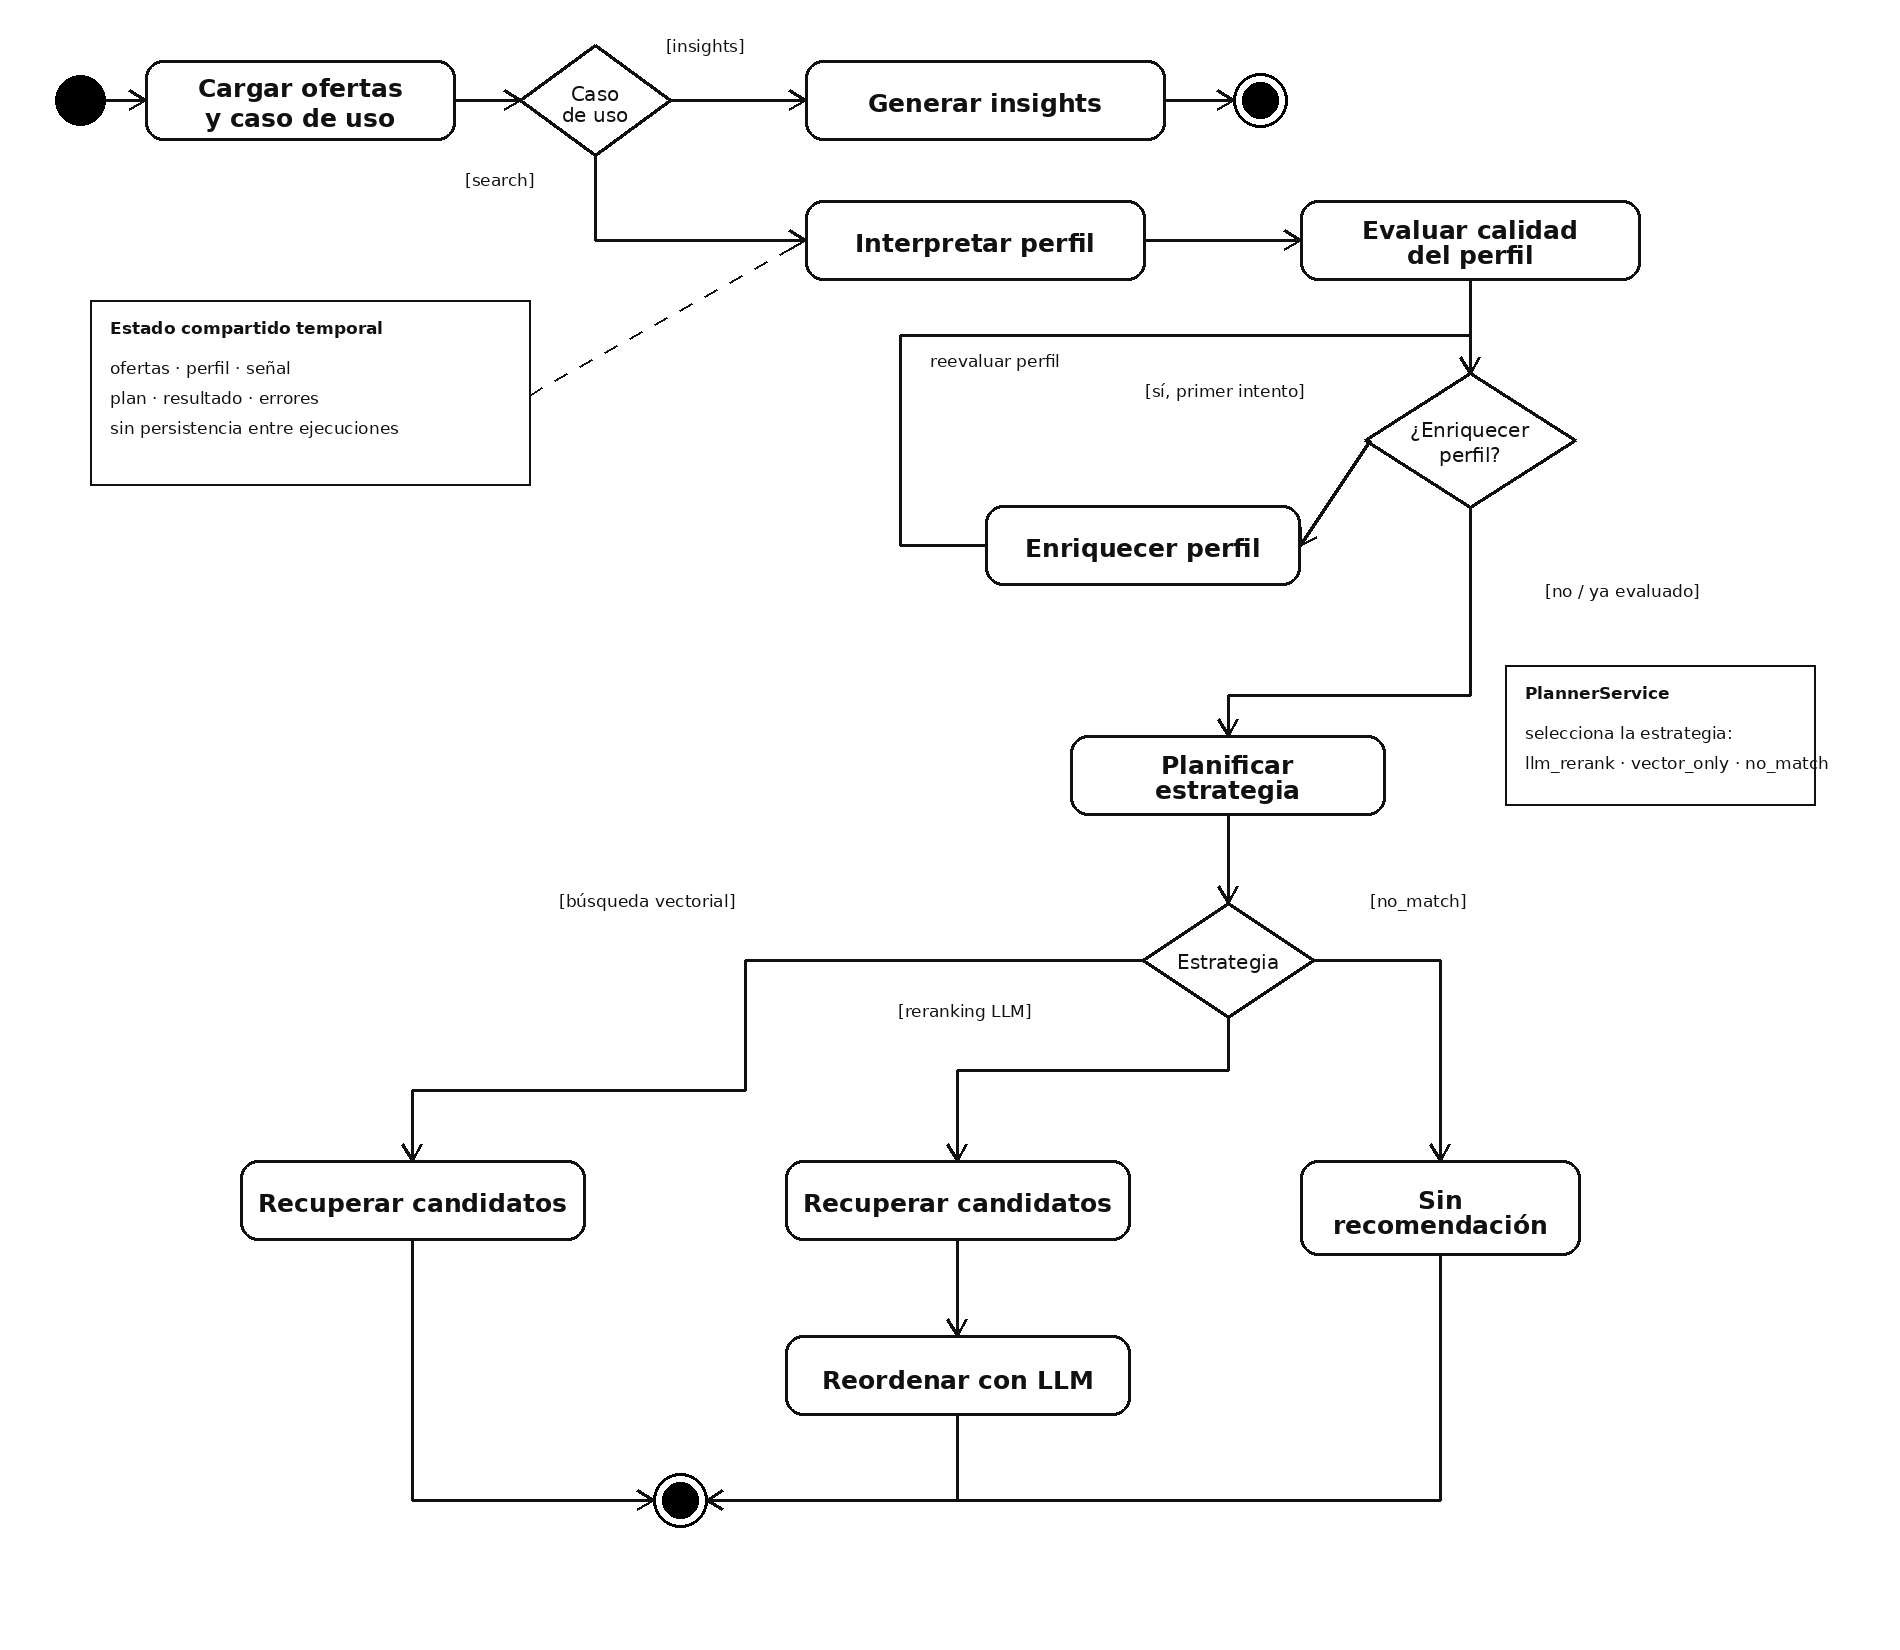 [insights]
Cargar ofertas
y caso de uso
Caso
de uso
Generar insights
[search]
Interpretar perfil
Evaluar calidad
del perfil
Estado compartido temporal
ofertas · perfil · señal
plan · resultado · errores
sin persistencia entre ejecuciones
reevaluar perfil
[sí, primer intento]
¿Enriquecer
perfil?
Enriquecer perfil
[no / ya evaluado]
PlannerService
selecciona la estrategia:
llm_rerank · vector_only · no_match
Planificar
estrategia
[búsqueda vectorial]
[no_match]
Estrategia
[reranking LLM]
Recuperar candidatos
Recuperar candidatos
Sin
recomendación
Reordenar con LLM